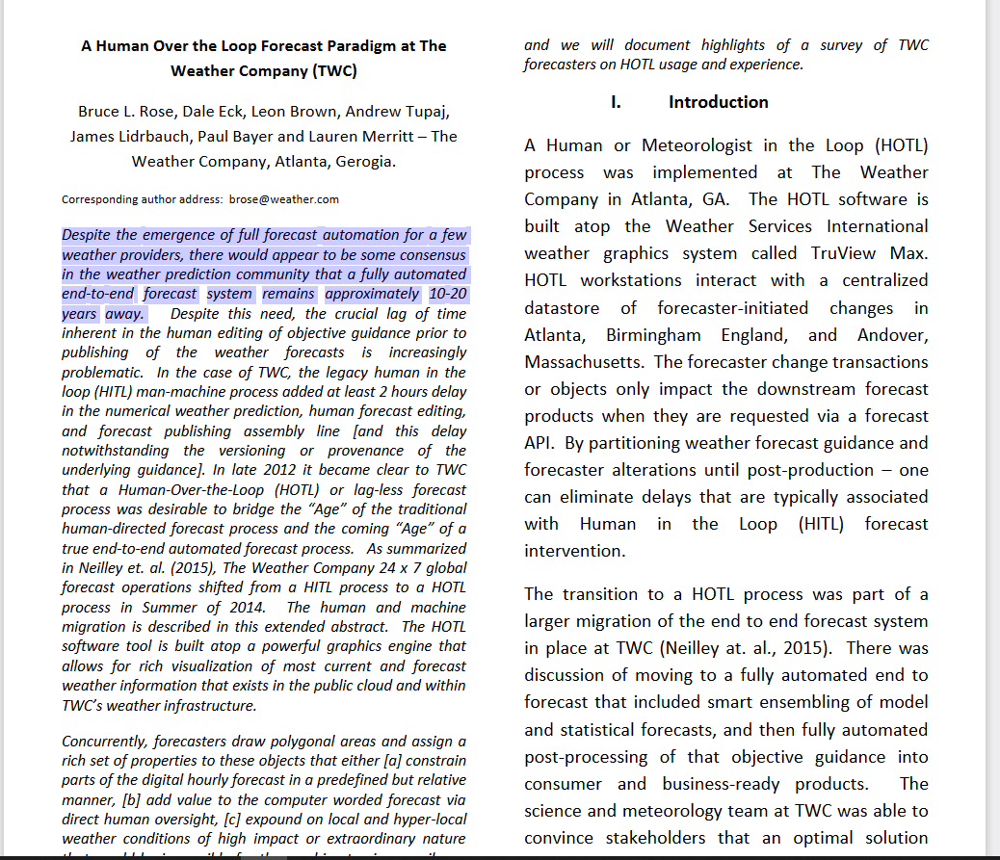 A Human Over the Loop Forecast Paradigm at The
Weather Company (TWC)
Bruce L. Rose, Dale Eck, Leon Brown, Andrew Tupaj,
James Lidrbauch, Paul Bayer and Lauren Merritt – The
Weather Company, Atlanta, Gerogia.
Corresponding author address: brose@weather.com
Despite the emergence of full forecast automation for a few
weather providers, there would appear to be some consensus
in the weather prediction community that a fully automated
end-to-end forecast system remains approximately 10-20
years away. Despite this need, the crucial lag of time
inherent in the human editing of objective guidance prior to
publishing of the weather forecasts is increasingly
problematic. In the case of TWC, the legacy human in the
loop (HITL) man-machine process added at least 2 hours delay
in the numerical weather prediction, human forecast editing,
and forecast publishing assembly line [and this delay
notwithstanding the versioning or provenance of the
underlying guidance]. In late 2012 it became clear to TWC
that a Human-Over-the-Loop (HOTL) or lag-less forecast
process was desirable to bridge the “Age” of the traditional
human-directed forecast process and the coming “Age” of a
true end-to-end automated forecast process. As summarized
in Neilley et. al. (2015), The Weather Company 24 x 7 global
forecast operations shifted from a HITL process to a HOTL
process in Summer of 2014. The human and machine
migration is described in this extended abstract. The HOTL
software tool is built atop a powerful graphics engine that
allows for rich visualization of most current and forecast
weather information that exists in the public cloud and within
TWC’s weather infrastructure.
Concurrently, forecasters draw polygonal areas and assign a
rich set of properties to these objects that either [a] constrain
parts of the digital hourly forecast in a predefined but relative
manner, [b] add value to the computer worded forecast via
direct human oversight, [c] expound on local and hyper-local
weather conditions of high impact or extraordinary nature
and we will document highlights of a survey of TWC
forecasters on HOTL usage and experience.
I. Introduction
A Human or Meteorologist in the Loop (HOTL)
process was implemented at The Weather
Company in Atlanta, GA. The HOTL software is
built atop the Weather Services International
weather graphics system called TruView Max.
HOTL workstations interact with a centralized
datastore of forecaster-initiated changes in
Atlanta, Birmingham England, and Andover,
Massachusetts. The forecaster change transactions
or objects only impact the downstream forecast
products when they are requested via a forecast
API. By partitioning weather forecast guidance and
forecaster alterations until post-production – one
can eliminate delays that are typically associated
with Human in the Loop (HITL) forecast
intervention.
The transition to a HOTL process was part of a
larger migration of the end to end forecast system
in place at TWC (Neilley at. al., 2015). There was
discussion of moving to a fully automated end to
forecast that included smart ensembling of model
and statistical forecasts, and then fully automated
post-processing of that objective guidance into
consumer and business-ready products. The
science and meteorology team at TWC was able to
convince stakeholders that an optimal solution